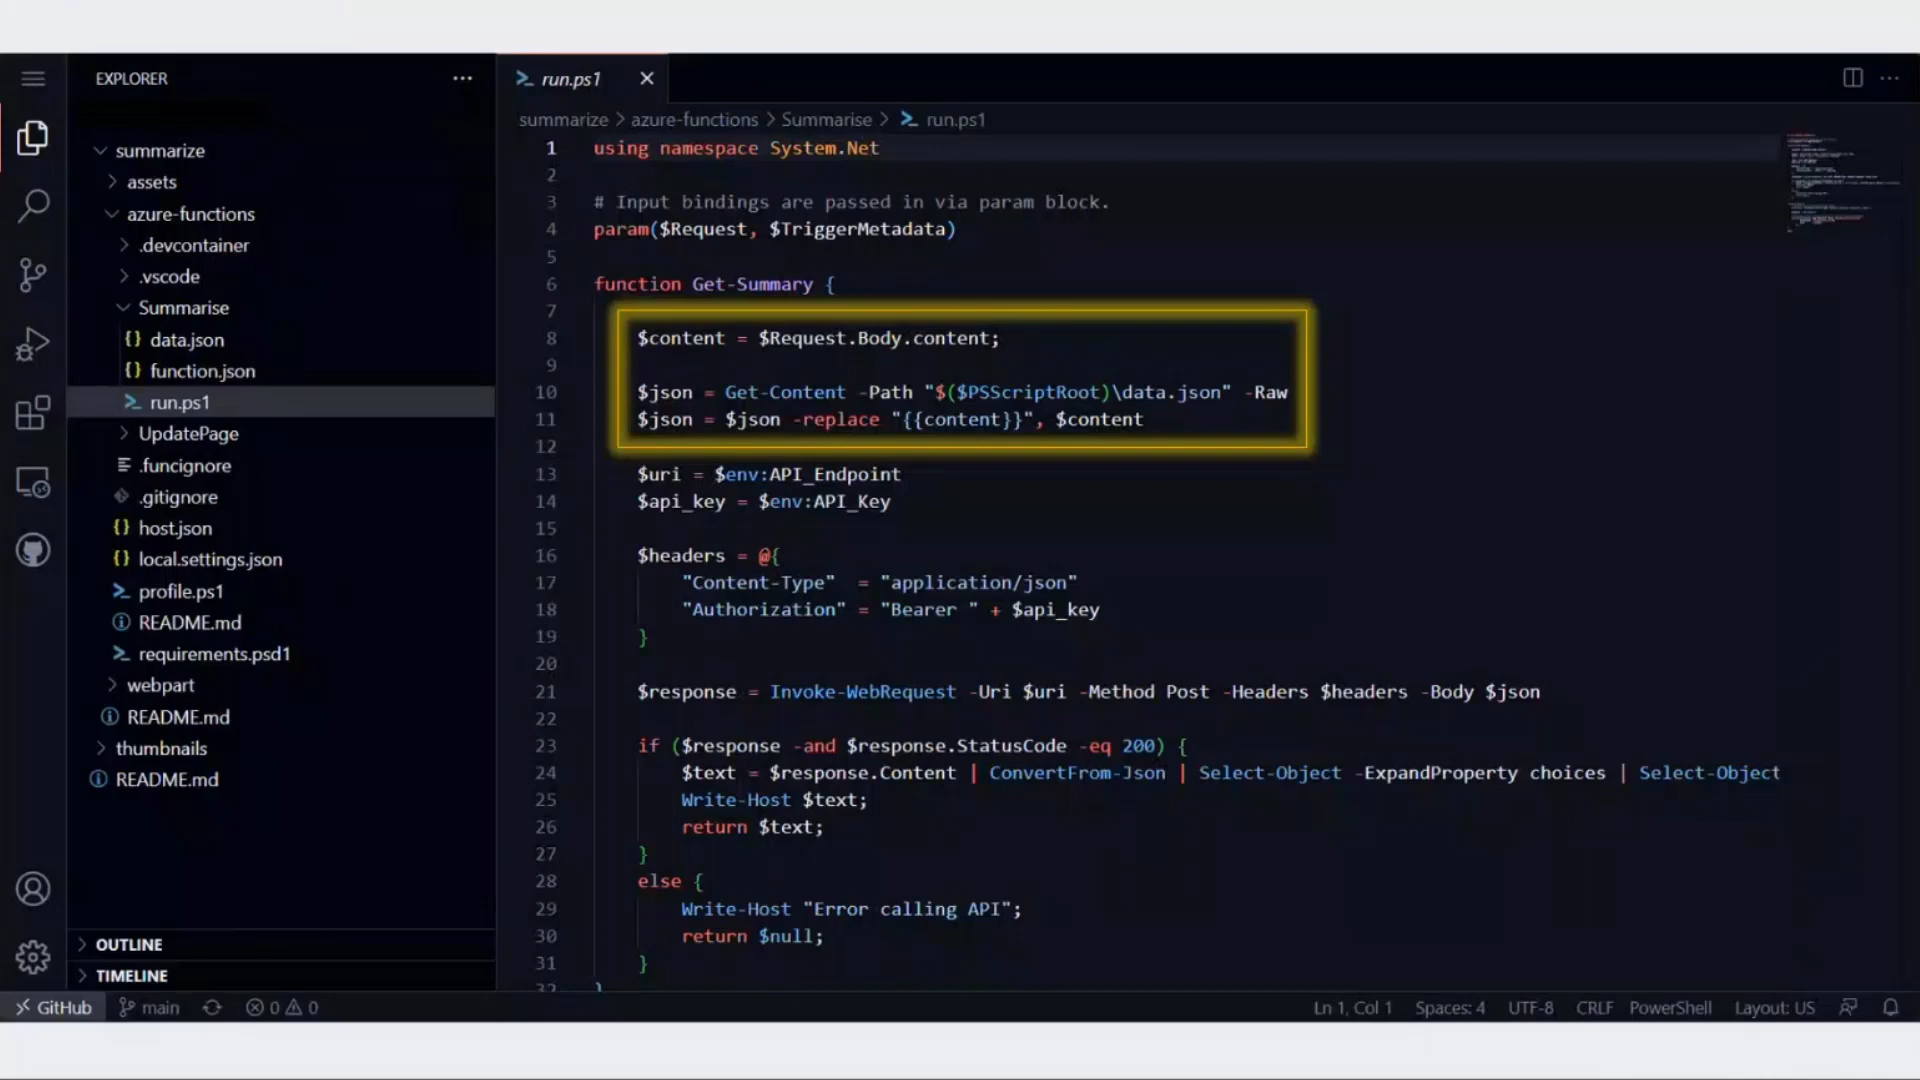 EXPLORER
summarize
assets
azure-functions
.devcontainer
.vscode
Summarise
data.json
function.json
run.ps1
UpdatePage
.funcignore
.gitignore
host.json
local.settings.json
profile.ps1
README.md
requirements.psd1
webpart
README.md
thumbnails
README.md
OUTLINE
TIMELINE
run.ps1
summarize > azure-functions > Summarise > run.ps1
1 using namespace System.Net
2
3 # Input bindings are passed in via param block.
4 param($Request, $TriggerMetadata)
5
6 function Get-Summary {
7
8 $content = $Request.Body.content;
9
10 $json = Get-Content -Path "$($PSScriptRoot)\data.json" -Raw
11 $json = $json -replace "{{content}}", $content
12
13 $uri = $env:API_Endpoint
14 $api_key = $env:API_Key
15
16 $headers = @{
17 "Content-Type" = "application/json"
18 "Authorization" = "Bearer " + $api_key
19 }
20
21 $response = Invoke-WebRequest -Uri $uri -Method Post -Headers $headers -Body $json
22
23 if ($response -and $response.StatusCode -eq 200) {
24 $text = $response.Content | ConvertFrom-Json | Select-Object -ExpandProperty choices | Select-Object
25 Write-Host $text;
26 return $text;
27 }
28 else {
29 Write-Host "Error calling API";
30 return $null;
31 }
32 }
GitHub main 0 0 Ln 1, Col 1 Spaces: 4 UTF-8 CRLF PowerShell Layout: US